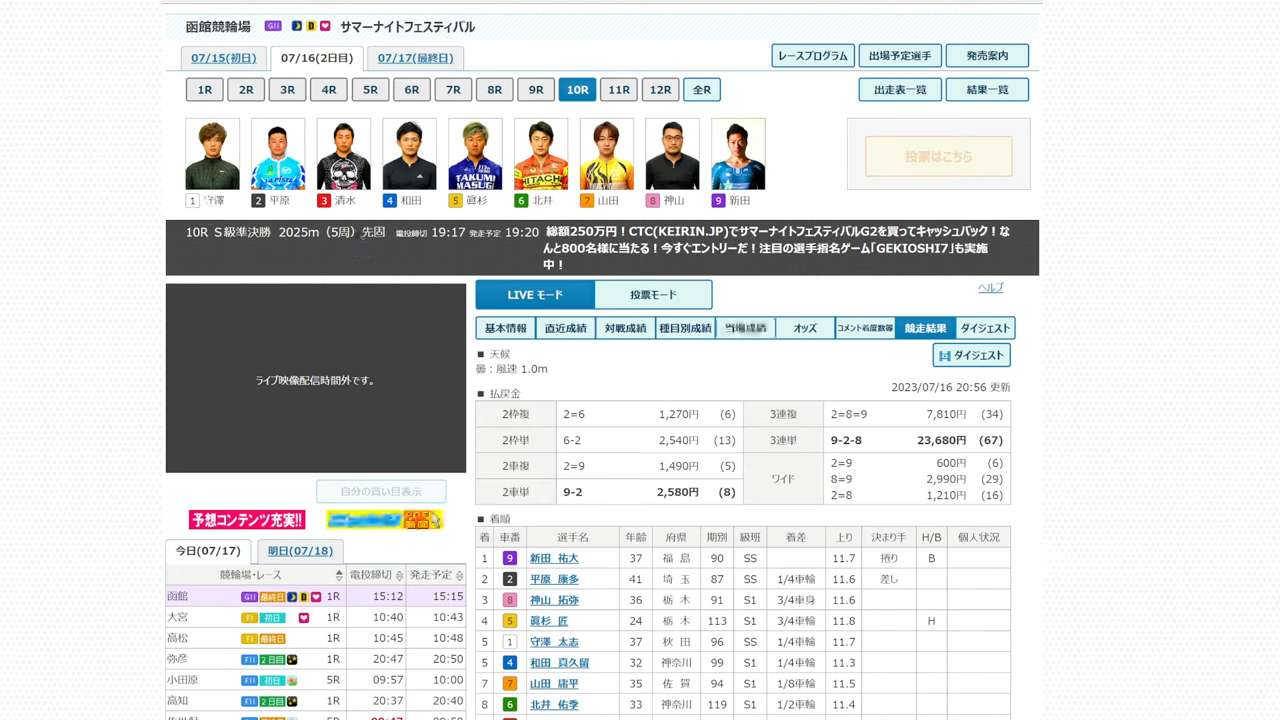 函館競輪場 GII D サマーナイトフェスティバル
07/15(初日) 07/16(2日目) 07/17(最終日) レースプログラム 出場予定選手 発売案内
1R 2R 3R 4R 5R 6R 7R 8R 9R 10R 11R 12R 全R 出走表一覧 結果一覧
投票はこちら
1 守澤 2 平原 3 清水 4 和田 5 眞杉 6 北井 7 山田 8 神山 9 新田
10R S級準決勝 2025m(5周) 先固 電投締切 19:17 発走予定 19:20 総額250万円！CTC(KEIRIN.JP)でサマーナイトフェスティバルG2を買ってキャッシュバック！な
んと800名様に当たる！今すぐエントリーだ！注目の選手指名ゲーム「GEKIOSHI7」も実施
中！
LIVE モード 投票モード ヘルプ
基本情報 直近成績 対戦成績 種目別成績 当場成績 オッズ コメント着度数等 競走結果 ダイジェスト
■ 天候 ダイジェスト
曇：風速 1.0m
2023/07/16 20:56 更新
■ 払戻金
2枠複 2=6 1,270円 (6) 3連複 2=8=9 7,810円 (34)
2枠単 6-2 2,540円 (13) 3連単 9-2-8 23,680円 (67)
2車複 2=9 1,490円 (5) ワイド 2=9 600円 (6)
8=9 2,990円 (29)
2車単 9-2 2,580円 (8) 2=8 1,210円 (16)
■ 着順
着 車番 選手名 年齢 府県 期別 級班 着差 上り 決まり手 H/B 個人状況
1 9 新田 祐大 37 福 島 90 SS 11.7 捲り B
2 2 平原 康多 41 埼 玉 87 SS 1/4車輪 11.6 差し
3 8 神山 拓弥 36 栃 木 91 S1 3/4車身 11.6
4 5 眞杉 匠 24 栃 木 113 S1 3/4車輪 11.8 H
5 1 守澤 太志 37 秋 田 96 SS 1/4車輪 11.7
5 4 和田 真久留 32 神奈川 99 S1 1/4車輪 11.3
7 7 山田 庸平 35 佐 賀 94 S1 1/8車輪 11.5
8 6 北井 佑季 33 神奈川 119 S1 1/2車輪 11.4
ライブ映像配信時間外です。
自分の買い目表示
予想コンテンツ充実!!
今日(07/17) 明日(07/18)
競輪場・レース 電投締切 発走予定
函館 GII 最終日 D 1R 15:12 15:15
大宮 FI 初日 1R 10:40 10:43
高松 FI 最終日 1R 10:45 10:48
弥彦 FII 2日目 1R 20:47 20:50
小田原 FII 初日 5R 09:57 10:00
高知 FII 2日目 1R 20:37 20:40